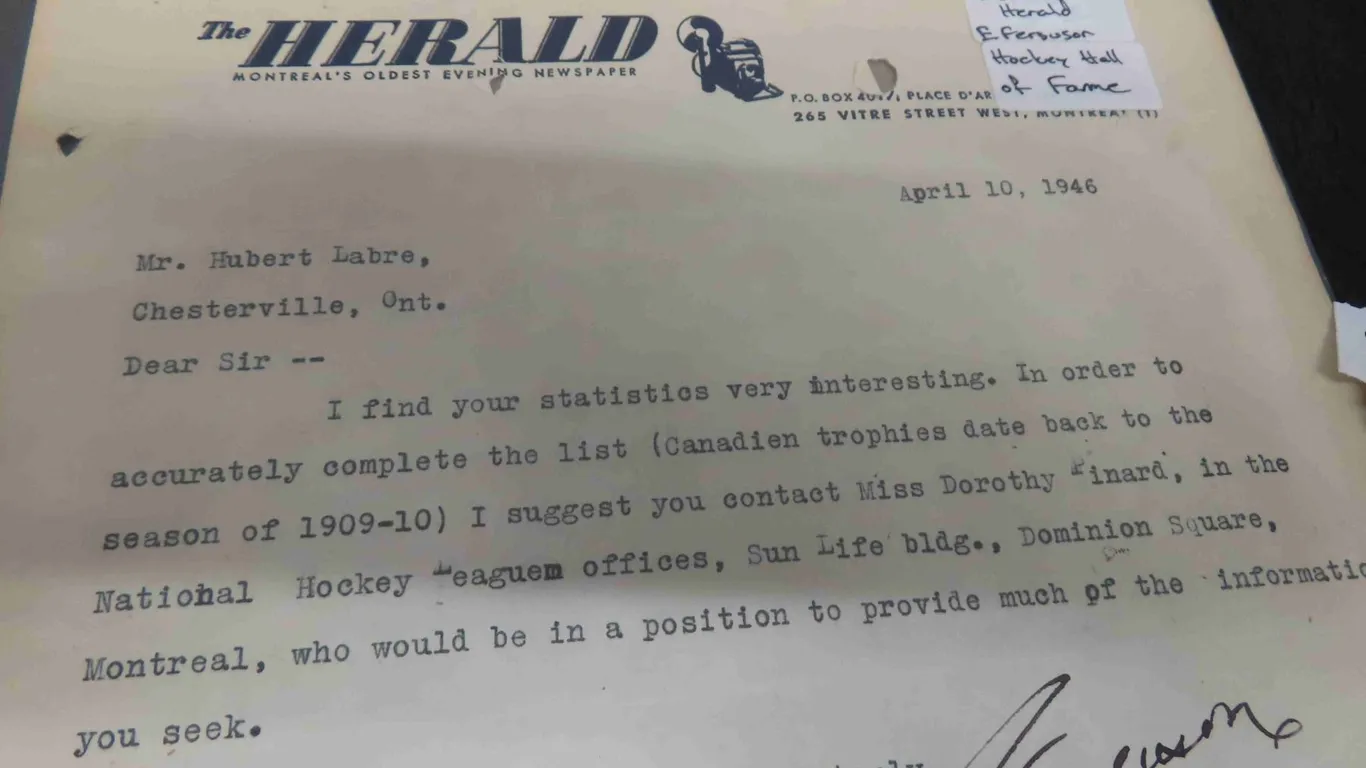 The HERALD
MONTREAL'S OLDEST EVENING NEWSPAPER
Herald
E Ferguson
Hockey Hall
of Fame
P.O. BOX PLACE D'AR
265 VITRE STREET WEST, MONTREAL (1)
April 10, 1946
Mr. Hubert Labre,
Chesterville, Ont.
Dear Sir --
I find your statistics very interesting. In order to
accurately complete the list (Canadien trophies date back to the
season of 1909-10) I suggest you contact Miss Dorothy Pinard, in the
National Hockey Leaguem offices, Sun Life bldg., Dominion Square,
Montreal, who would be in a position to provide much of the informatio
you seek.